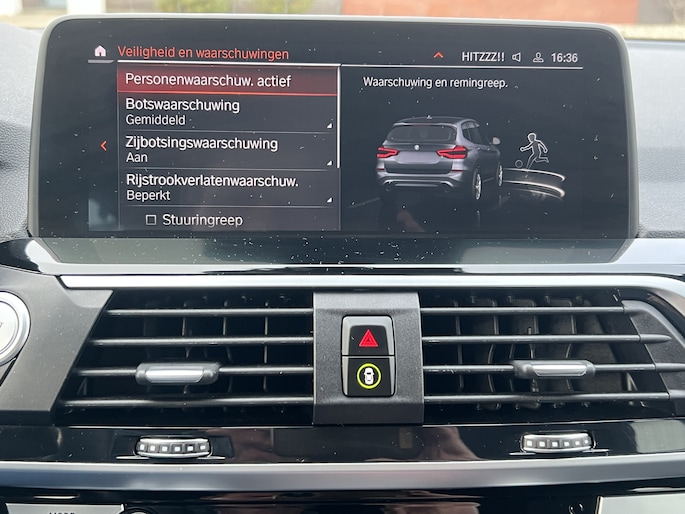 Veiligheid en waarschuwingen
HITZZZ!!
16:36
Personenwaarschuw. actief
Waarschuwing en remingreep.
Botswaarschuwing
Gemiddeld
Zijbotsingswaarschuwing
Aan
Rijstrookverlatenwaarschuw.
Beperkt
Stuuringreep